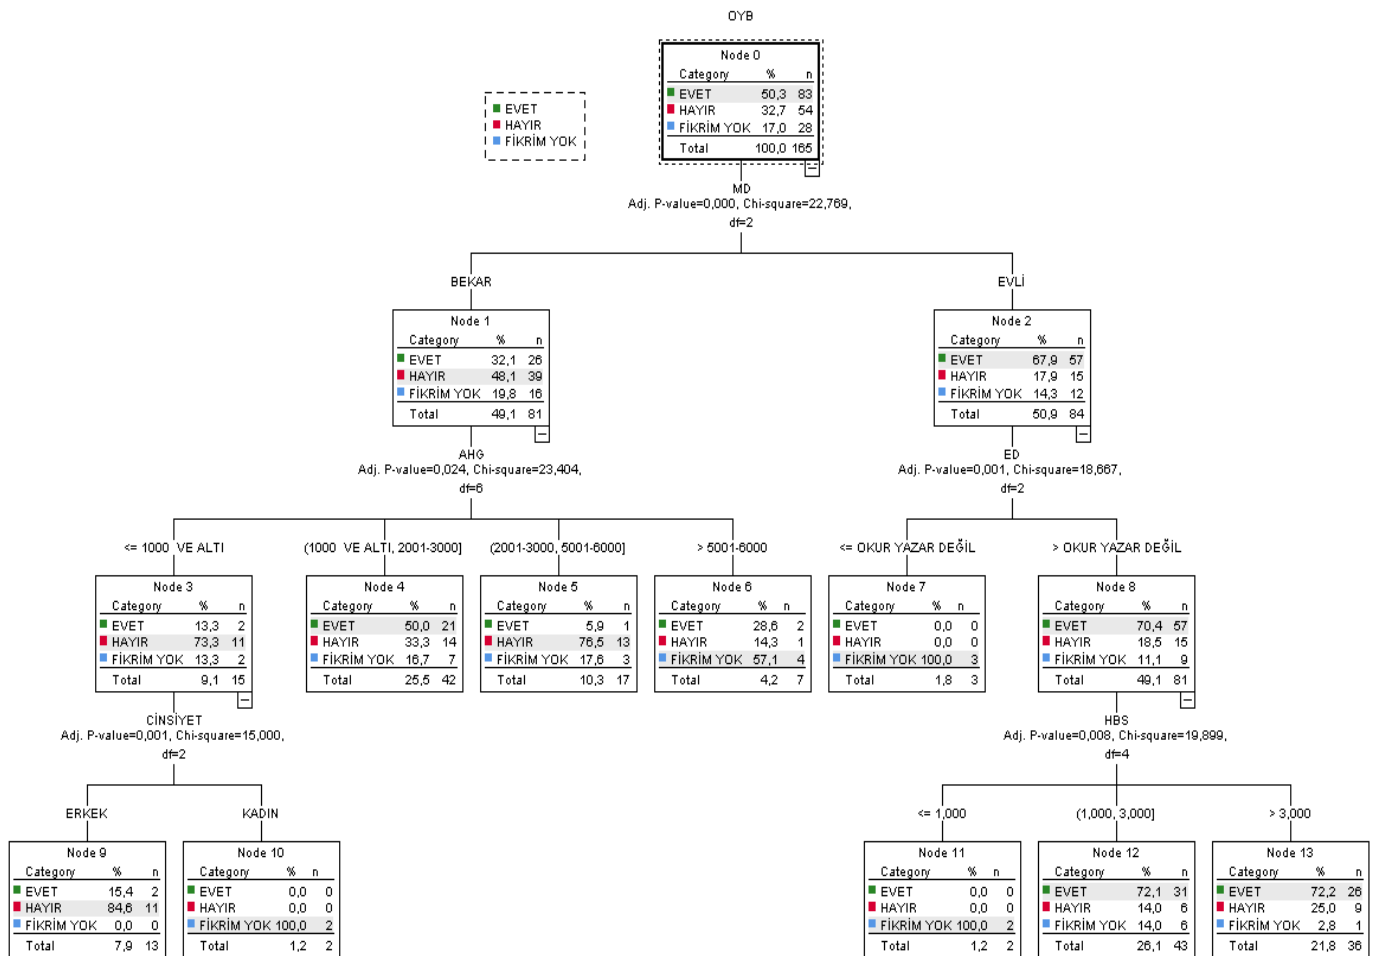 OYB
Node 0
Category % n
EVET 50,3 83
HAYIR 32,7 54
FİKRİM YOK 17,0 28
Total 100,0 165
EVET
HAYIR
FİKRİM YOK
MD
Adj. P-value=0,000, Chi-square=22,769,
df=2
BEKAR
EVLİ
Node 1
Category % n
EVET 32,1 26
HAYIR 48,1 39
FİKRİM YOK 19,8 16
Total 49,1 81
Node 2
Category % n
EVET 67,9 57
HAYIR 17,9 15
FİKRİM YOK 14,3 12
Total 50,9 84
AHG
Adj. P-value=0,024, Chi-square=23,404,
df=6
ED
Adj. P-value=0,001, Chi-square=18,667,
df=2
<= 1000 VE ALTI
(1000 VE ALTI, 2001-3000]
(2001-3000, 5001-6000]
> 5001-6000
<= OKUR YAZAR DEĞİL
> OKUR YAZAR DEĞİL
Node 3
Category % n
EVET 13,3 2
HAYIR 73,3 11
FİKRİM YOK 13,3 2
Total 9,1 15
Node 4
Category % n
EVET 50,0 21
HAYIR 33,3 14
FİKRİM YOK 16,7 7
Total 25,5 42
Node 5
Category % n
EVET 5,9 1
HAYIR 76,5 13
FİKRİM YOK 17,6 3
Total 10,3 17
Node 6
Category % n
EVET 28,6 2
HAYIR 14,3 1
FİKRİM YOK 57,1 4
Total 4,2 7
Node 7
Category % n
EVET 0,0 0
HAYIR 0,0 0
FİKRİM YOK 100,0 3
Total 1,8 3
Node 8
Category % n
EVET 70,4 57
HAYIR 18,5 15
FİKRİM YOK 11,1 9
Total 49,1 81
CİNSİYET
Adj. P-value=0,001, Chi-square=15,000,
df=2
HBS
Adj. P-value=0,008, Chi-square=19,899,
df=4
ERKEK
KADIN
<= 1,000
(1,000, 3,000]
> 3,000
Node 9
Category % n
EVET 15,4 2
HAYIR 84,6 11
FİKRİM YOK 0,0 0
Total 7,9 13
Node 10
Category % n
EVET 0,0 0
HAYIR 0,0 0
FİKRİM YOK 100,0 2
Total 1,2 2
Node 11
Category % n
EVET 0,0 0
HAYIR 0,0 0
FİKRİM YOK 100,0 2
Total 1,2 2
Node 12
Category % n
EVET 72,1 31
HAYIR 14,0 6
FİKRİM YOK 14,0 6
Total 26,1 43
Node 13
Category % n
EVET 72,2 26
HAYIR 25,0 9
FİKRİM YOK 2,8 1
Total 21,8 36